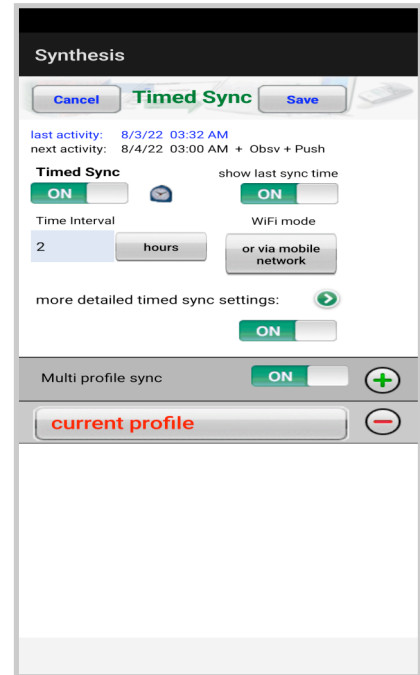 Synthesis
Cancel Timed Sync Save
last activity: 8/3/22 03:32 AM
next activity: 8/4/22 03:00 AM + Obsv + Push
Timed Sync show last sync time
ON ON
Time Interval WiFi mode
2 hours or via mobile
network
more detailed timed sync settings:
ON
Multi profile sync ON
current profile